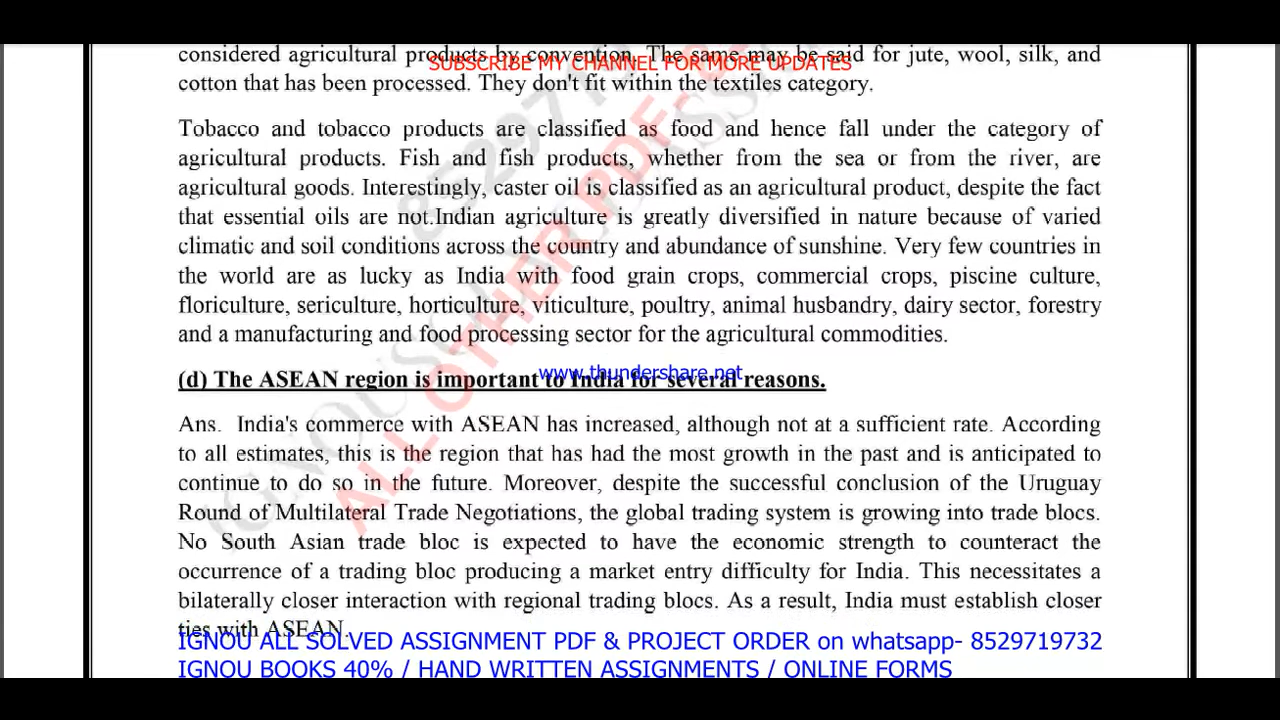 considered agricultural products by convention. The same may be said for jute, wool, silk, and
SUBSCRIBE MY CHANNEL FOR MORE UPDATES
cotton that has been processed. They don't fit within the textiles category.
Tobacco and tobacco products are classified as food and hence fall under the category of
agricultural products. Fish and fish products, whether from the sea or from the river, are
agricultural goods. Interestingly, caster oil is classified as an agricultural product, despite the fact
that essential oils are not.Indian agriculture is greatly diversified in nature because of varied
climatic and soil conditions across the country and abundance of sunshine. Very few countries in
the world are as lucky as India with food grain crops, commercial crops, piscine culture,
floriculture, sericulture, horticulture, viticulture, poultry, animal husbandry, dairy sector, forestry
and a manufacturing and food processing sector for the agricultural commodities.
www.thundershare.net
(d) The ASEAN region is important to India for several reasons.
Ans. India's commerce with ASEAN has increased, although not at a sufficient rate. According
to all estimates, this is the region that has had the most growth in the past and is anticipated to
continue to do so in the future. Moreover, despite the successful conclusion of the Uruguay
Round of Multilateral Trade Negotiations, the global trading system is growing into trade blocs.
No South Asian trade bloc is expected to have the economic strength to counteract the
occurrence of a trading bloc producing a market entry difficulty for India. This necessitates a
bilaterally closer interaction with regional trading blocs. As a result, India must establish closer
ties with ASEAN.
IGNOU ALL SOLVED ASSIGNMENT PDF & PROJECT ORDER on whatsapp- 8529719732
IGNOU BOOKS 40% / HAND WRITTEN ASSIGNMENTS / ONLINE FORMS
ALL OTHER PDF